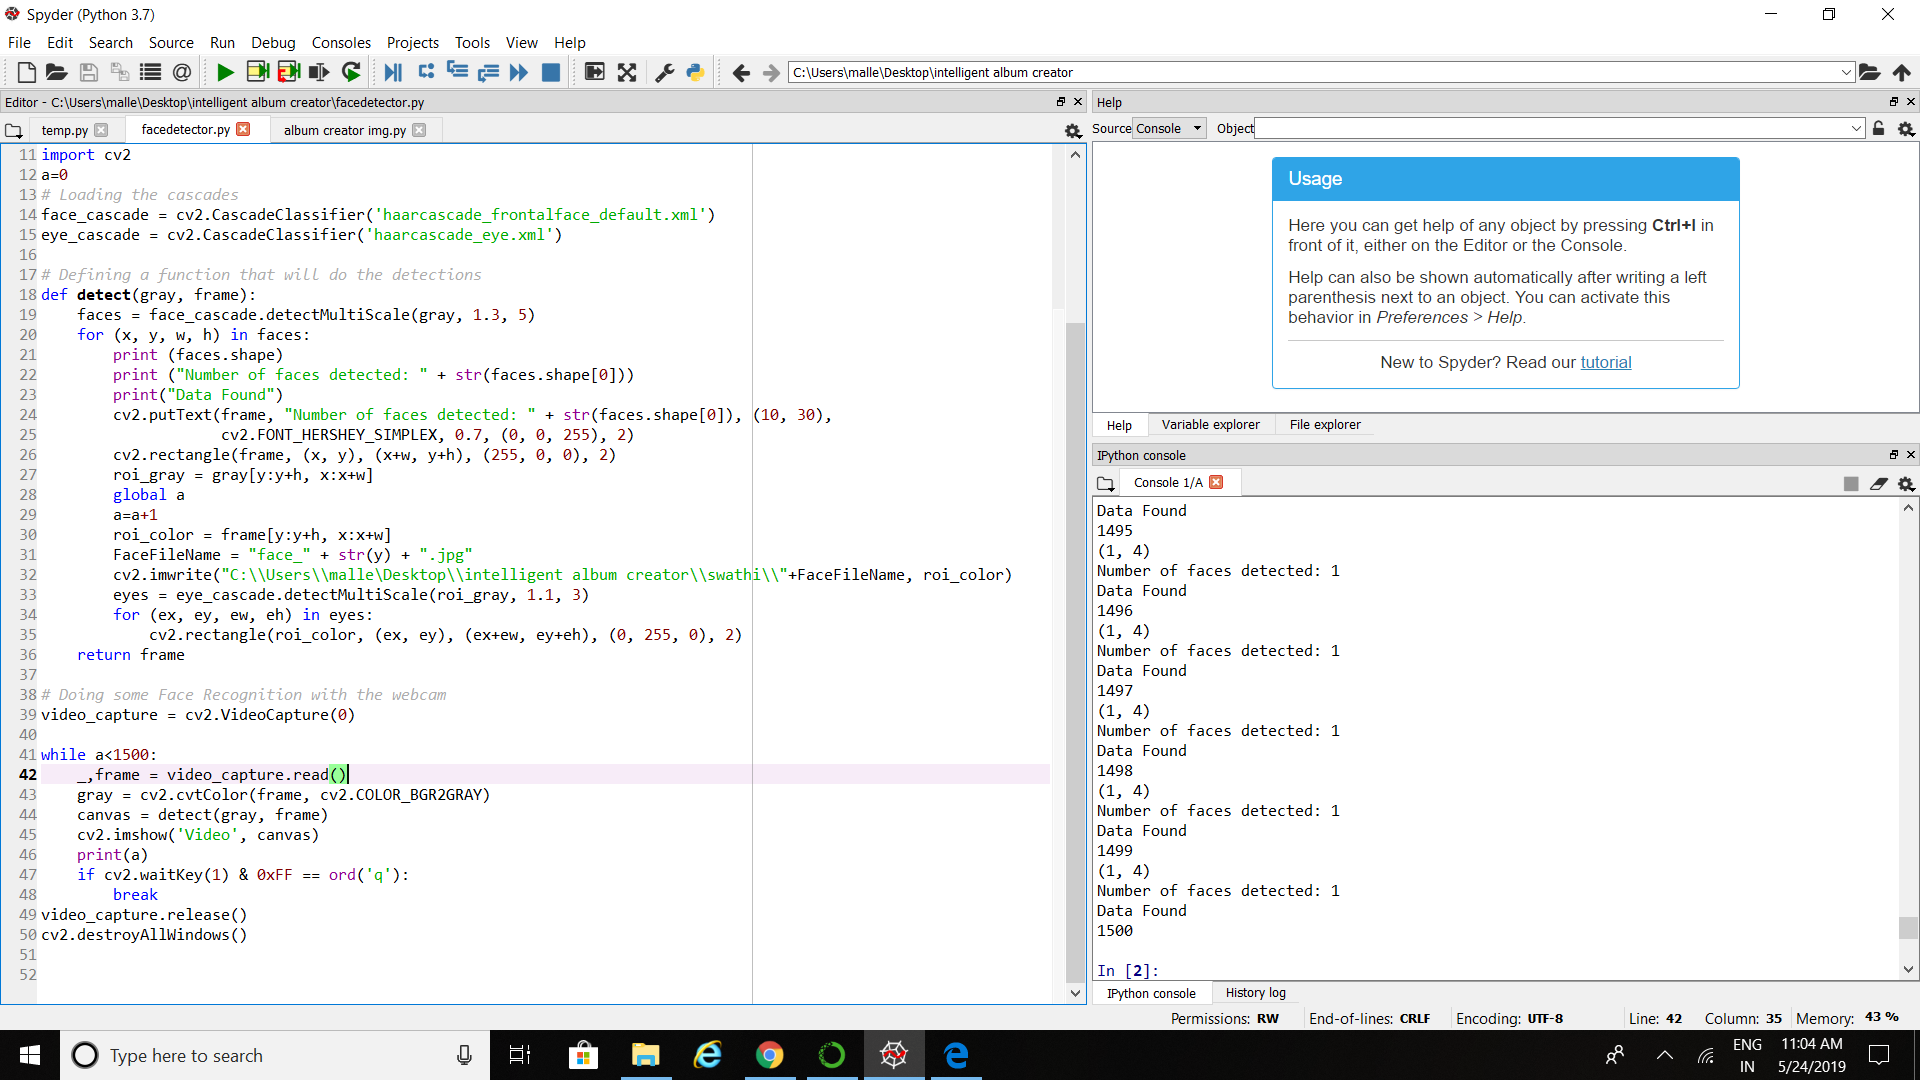 Spyder (Python 3.7)
File Edit Search Source Run Debug Consoles Projects Tools View Help
C:\Users\malle\Desktop\intelligent album creator
Editor - C:\Users\malle\Desktop\intelligent album creator\facedetector.py
temp.py facedetector.py album creator img.py
11 import cv2
12 a=0
13 # Loading the cascades
14 face_cascade = cv2.CascadeClassifier('haarcascade_frontalface_default.xml')
15 eye_cascade = cv2.CascadeClassifier('haarcascade_eye.xml')
16
17 # Defining a function that will do the detections
18 def detect(gray, frame):
19     faces = face_cascade.detectMultiScale(gray, 1.3, 5)
20     for (x, y, w, h) in faces:
21         print (faces.shape)
22         print ("Number of faces detected: " + str(faces.shape[0]))
23         print("Data Found")
24         cv2.putText(frame, "Number of faces detected: " + str(faces.shape[0]), (10, 30),
25                     cv2.FONT_HERSHEY_SIMPLEX, 0.7, (0, 0, 255), 2)
26         cv2.rectangle(frame, (x, y), (x+w, y+h), (255, 0, 0), 2)
27         roi_gray = gray[y:y+h, x:x+w]
28         global a
29         a=a+1
30         roi_color = frame[y:y+h, x:x+w]
31         FaceFileName = "face_" + str(y) + ".jpg"
32         cv2.imwrite("C:\\Users\\malle\Desktop\\intelligent album creator\\swathi\\"+FaceFileName, roi_color)
33         eyes = eye_cascade.detectMultiScale(roi_gray, 1.1, 3)
34         for (ex, ey, ew, eh) in eyes:
35             cv2.rectangle(roi_color, (ex, ey), (ex+ew, ey+eh), (0, 255, 0), 2)
36     return frame
37
38 # Doing some Face Recognition with the webcam
39 video_capture = cv2.VideoCapture(0)
40
41 while a<1500:
42     _,frame = video_capture.read()
43     gray = cv2.cvtColor(frame, cv2.COLOR_BGR2GRAY)
44     canvas = detect(gray, frame)
45     cv2.imshow('Video', canvas)
46     print(a)
47     if cv2.waitKey(1) & 0xFF == ord('q'):
48         break
49 video_capture.release()
50 cv2.destroyAllWindows()
51
52
Help
Source Console Object
Usage
Here you can get help of any object by pressing Ctrl+I in
front of it, either on the Editor or the Console.
Help can also be shown automatically after writing a left
parenthesis next to an object. You can activate this
behavior in Preferences > Help.
New to Spyder? Read our tutorial
Help Variable explorer File explorer
IPython console
Console 1/A
Data Found
1495
(1, 4)
Number of faces detected: 1
Data Found
1496
(1, 4)
Number of faces detected: 1
Data Found
1497
(1, 4)
Number of faces detected: 1
Data Found
1498
(1, 4)
Number of faces detected: 1
Data Found
1499
(1, 4)
Number of faces detected: 1
Data Found
1500
In [2]:
IPython console History log
Permissions: RW End-of-lines: CRLF Encoding: UTF-8 Line: 42 Column: 35 Memory: 43 %
Type here to search
ENG
IN
11:04 AM
5/24/2019